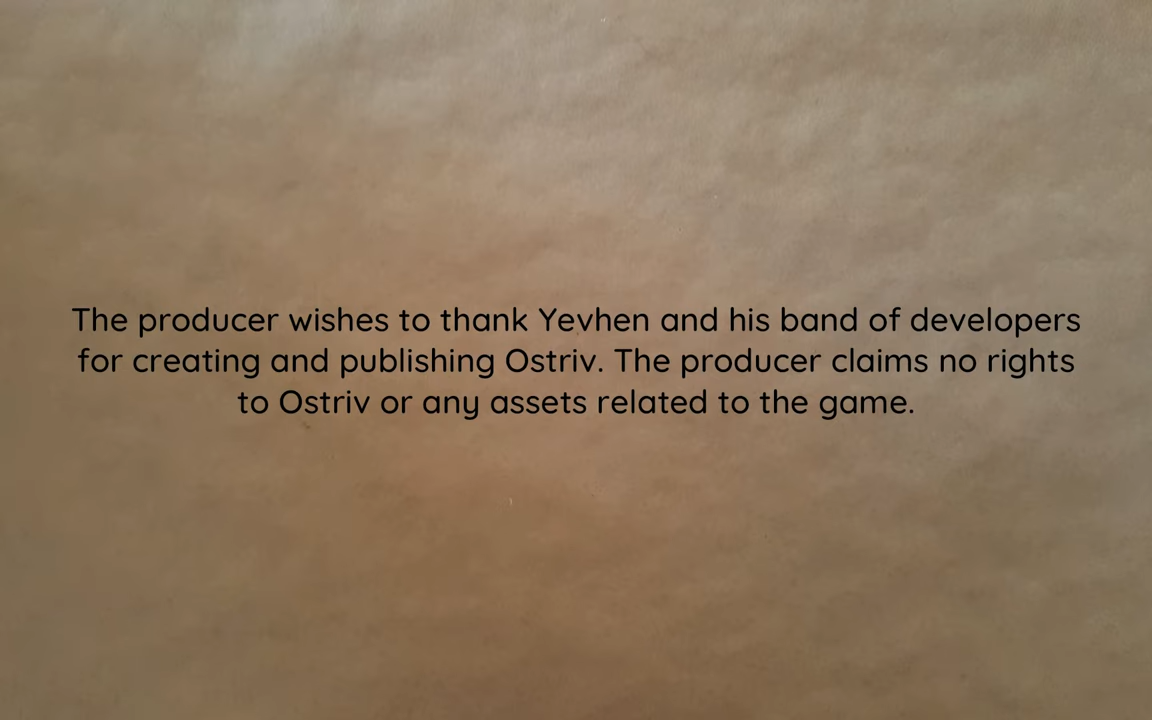 The producer wishes to thank Yevhen and his band of developers
for creating and publishing Ostriv. The producer claims no rights
to Ostriv or any assets related to the game.